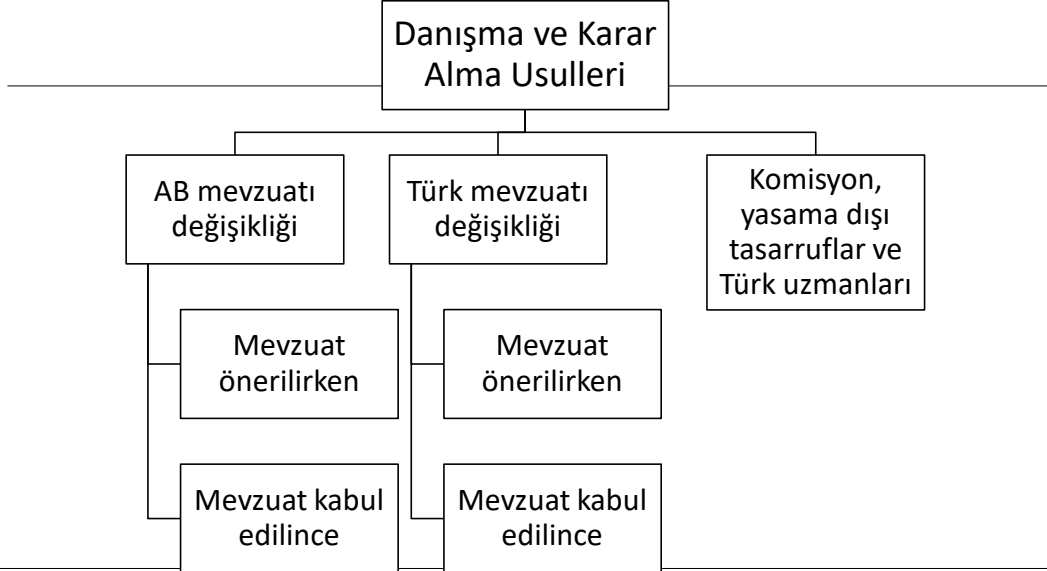 Danışma ve Karar
Alma Usulleri
AB mevzuatı
değişikliği
Türk mevzuatı
değişikliği
Komisyon,
yasama dışı
tasarruflar ve
Türk uzmanları
Mevzuat
önerilirken
Mevzuat
önerilirken
Mevzuat kabul
edilince
Mevzuat kabul
edilince